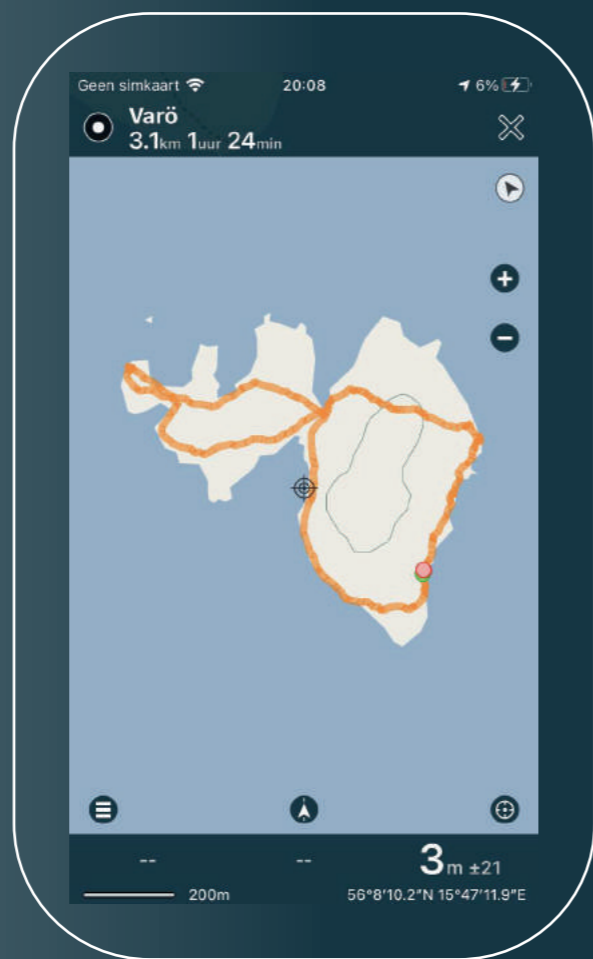 Geen simkaart 20:08 6%
Varö
3.1km 1uur 24min
-- -- 3m ±21
200m 56°8'10.2"N 15°47'11.9"E